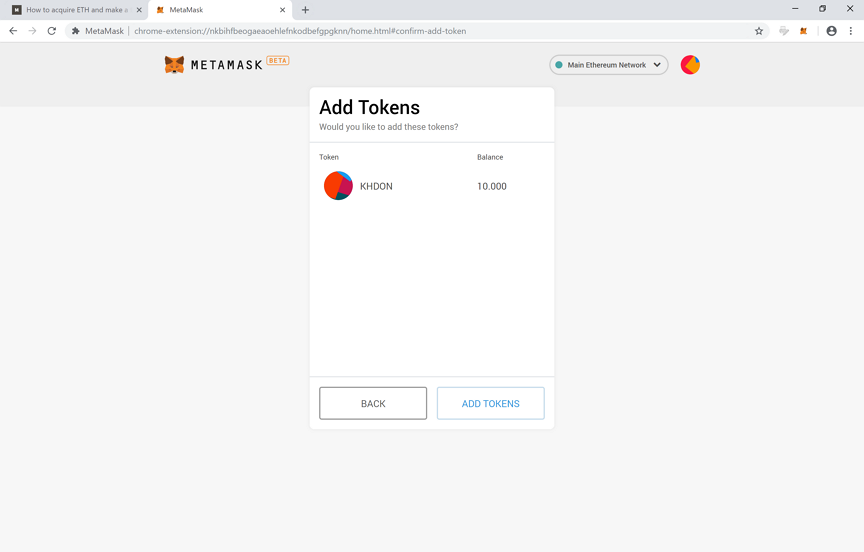 How to acquire ETH and make a
MetaMask
MetaMask
chrome-extension://nkbihfbeogaeaoehlefnkodbefgpgknn/home.html#confirm-add-token
METAMASK BETA
Main Ethereum Network
Add Tokens
Would you like to add these tokens?
Token Balance
KHDON 10.000
BACK ADD TOKENS